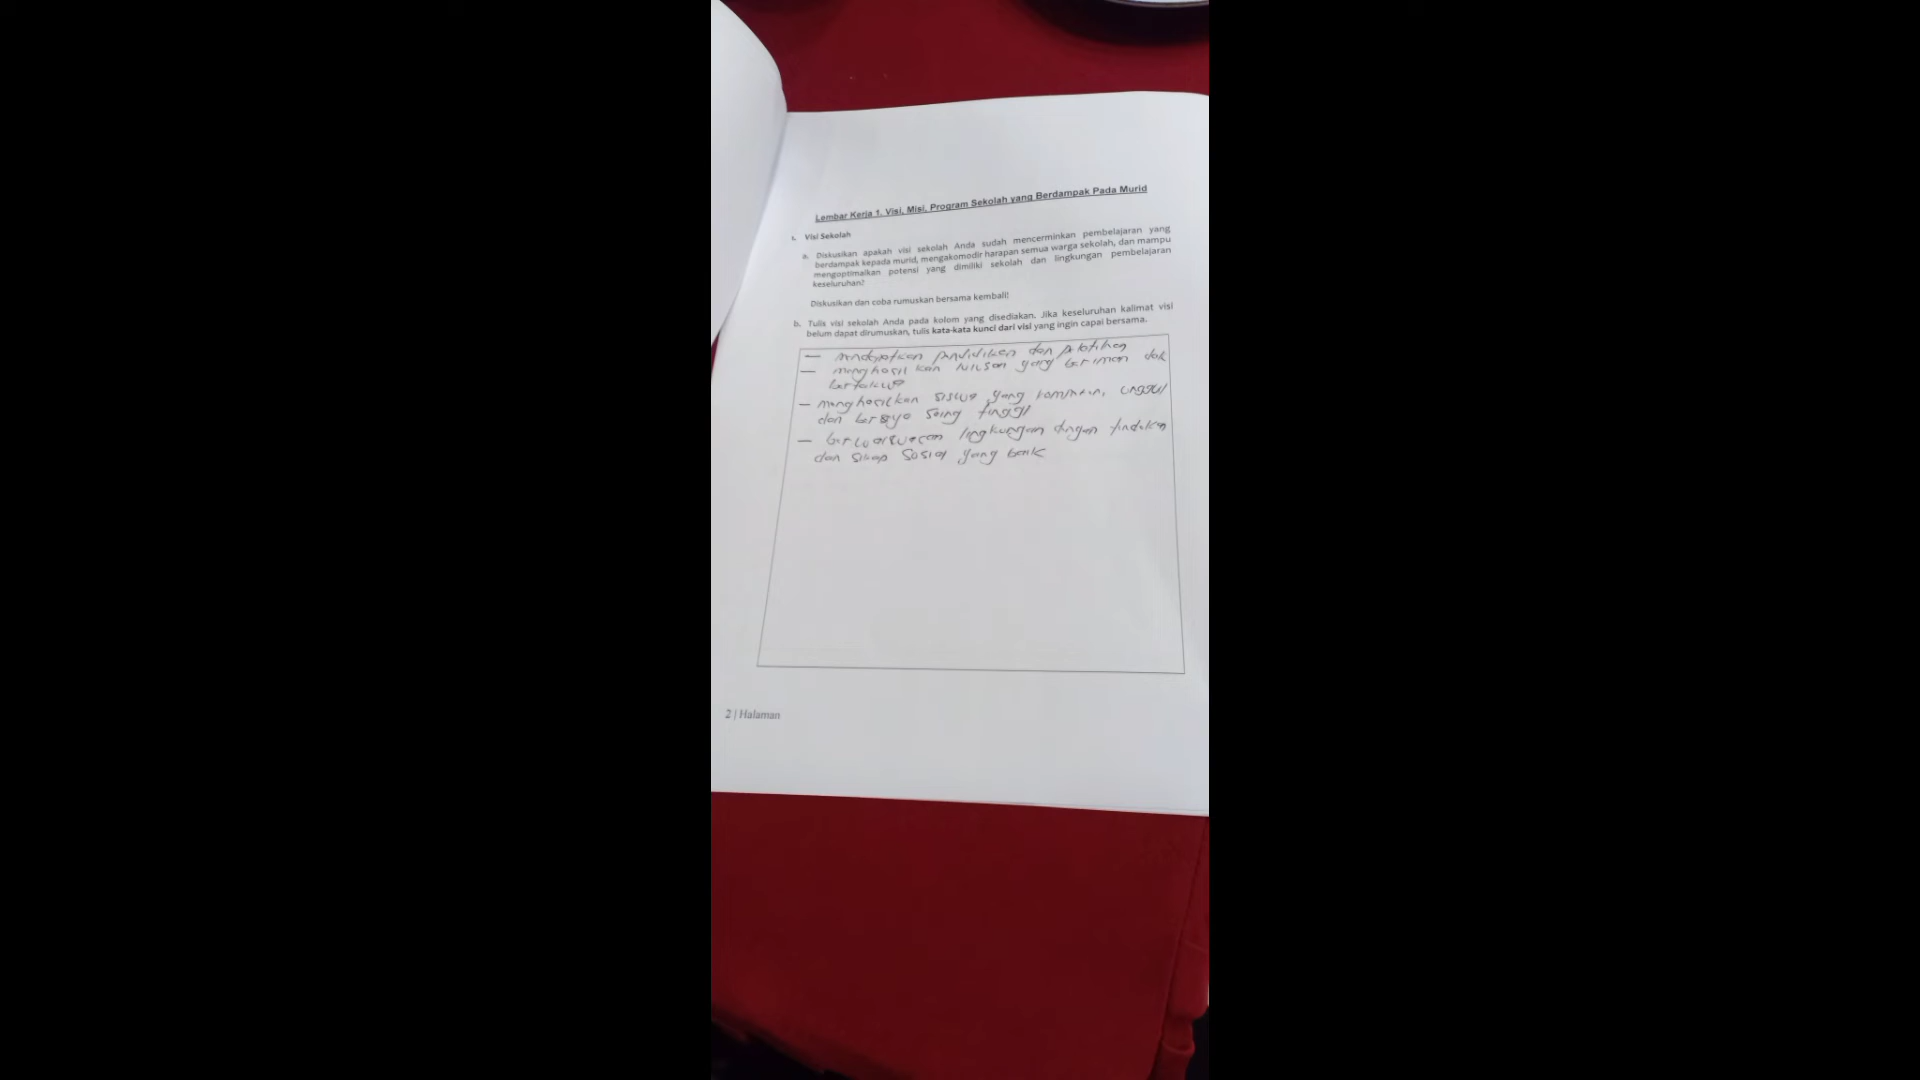 Lembar Kerja 1. Visi, Misi, Program Sekolah yang Berdampak Pada Murid
1. Visi Sekolah
a. Diskusikan apakah visi sekolah Anda sudah mencerminkan pembelajaran yang
berdampak kepada murid, mengakomodir harapan semua warga sekolah, dan mampu
mengoptimalkan potensi yang dimiliki sekolah dan lingkungan pembelajaran
keseluruhan?
Diskusikan dan coba rumuskan bersama kembali!
b. Tulis visi sekolah Anda pada kolom yang disediakan. Jika keseluruhan kalimat visi
belum dapat dirumuskan, tulis kata-kata kunci dari visi yang ingin capai bersama.
— mendapatkan pendidikan dan pelatihan
— menghasilkan lulusan yang beriman dan
bertakwa
— menghasilkan siswa yang kompeten, unggul
dan berdaya saing tinggi
— berwawasan lingkungan dengan tindakan
dan sikap sosial yang baik
2 | Halaman